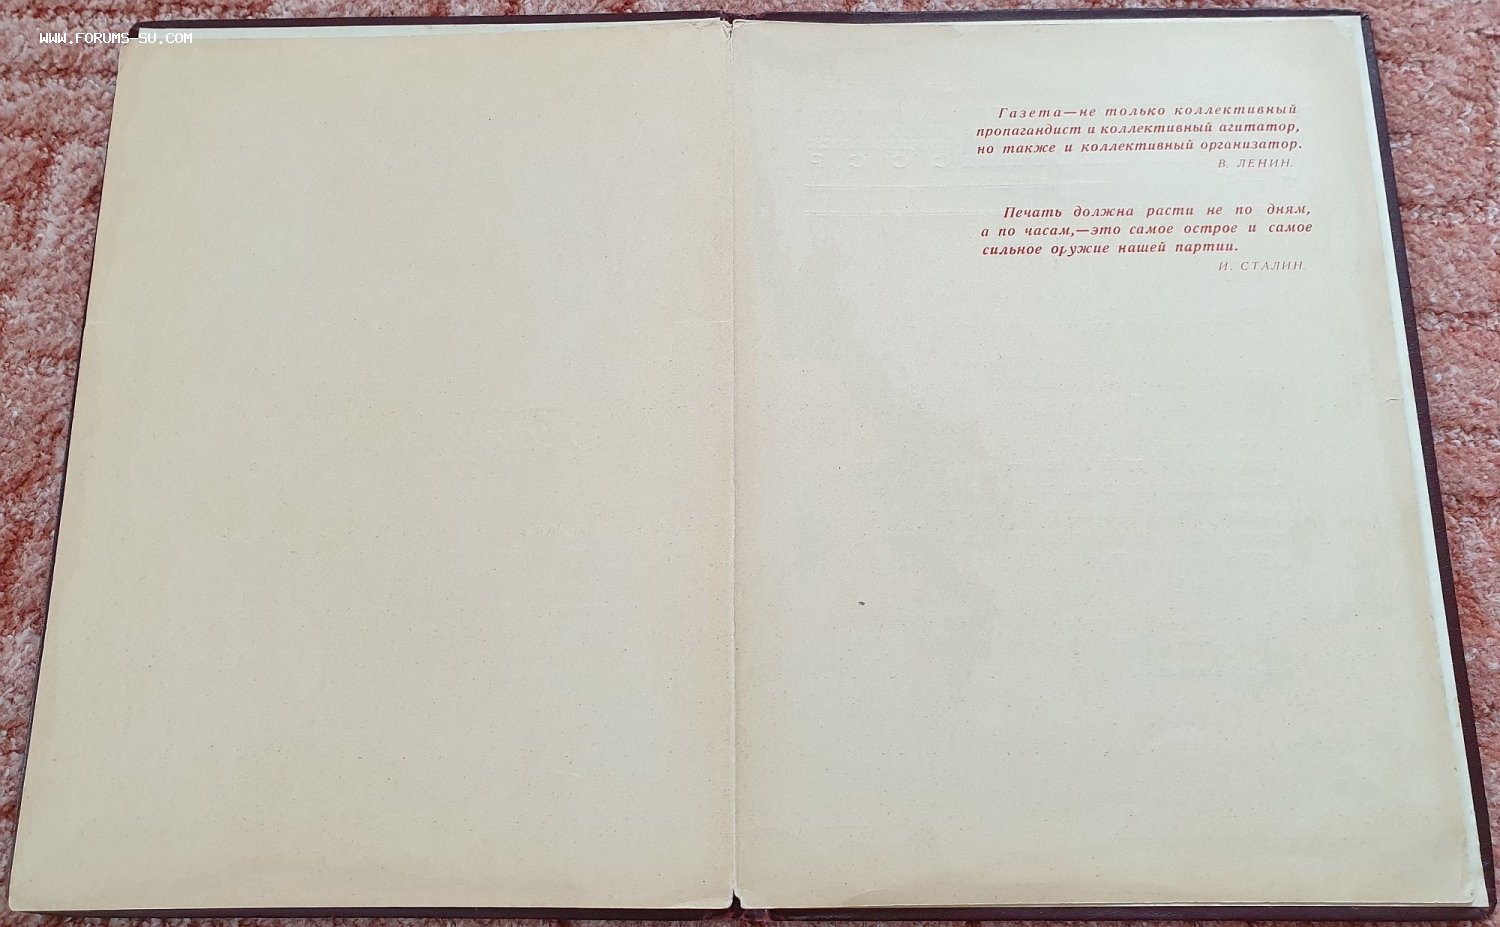 WWW.FORUMS-SU.COM
Газета—не только коллективный
пропагандист и коллективный агитатор,
но также и коллективный организатор.
В. ЛЕНИН.
Печать должна расти не по дням,
а по часам,—это самое острое и самое
сильное оружие нашей партии.
И. СТАЛИН.